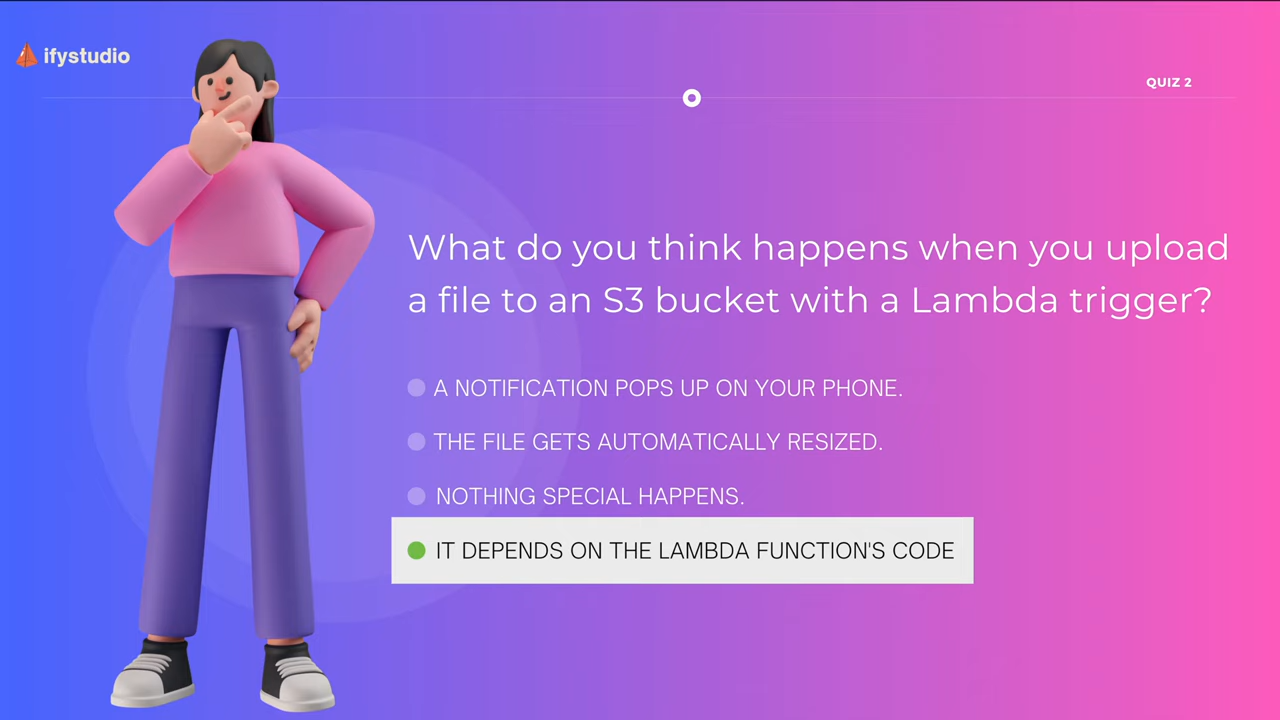 ifystudio
QUIZ 2
What do you think happens when you upload
a file to an S3 bucket with a Lambda trigger?
A NOTIFICATION POPS UP ON YOUR PHONE.
THE FILE GETS AUTOMATICALLY RESIZED.
NOTHING SPECIAL HAPPENS.
IT DEPENDS ON THE LAMBDA FUNCTION'S CODE